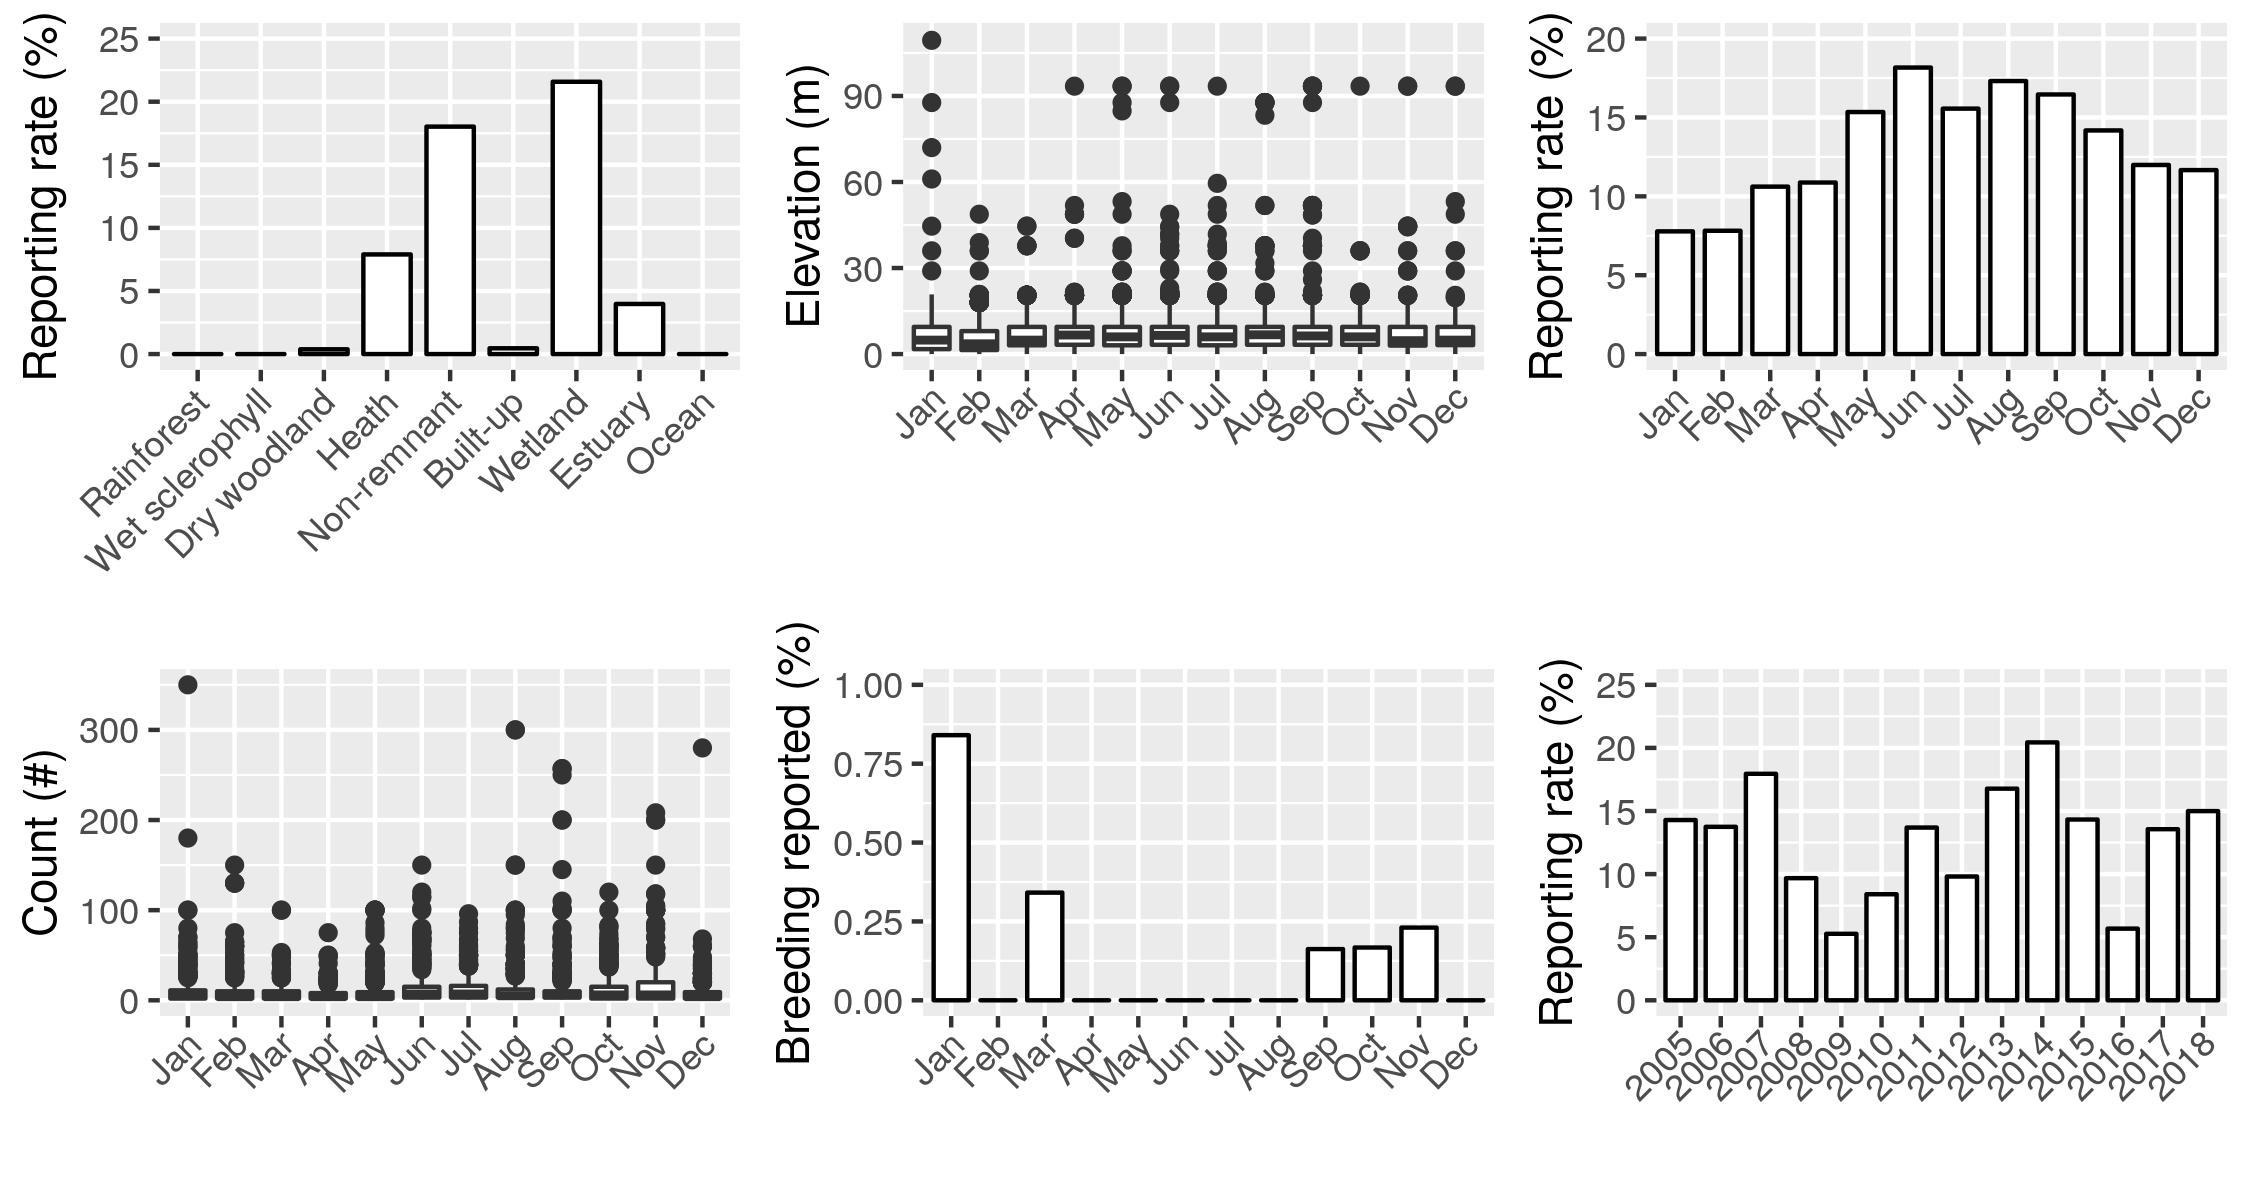 Reporting rate (%)
25
20
15
10
5
0
Rainforest
Wet sclerophyll
Dry woodland
Heath
Non-remnant
Built-up
Wetland
Estuary
Ocean
Elevation (m)
90
60
30
0
Jan
Feb
Mar
Apr
May
Jun
Jul
Aug
Sep
Oct
Nov
Dec
Reporting rate (%)
20
15
10
5
0
Jan
Feb
Mar
Apr
May
Jun
Jul
Aug
Sep
Oct
Nov
Dec
Count (#)
300
200
100
0
Jan
Feb
Mar
Apr
May
Jun
Jul
Aug
Sep
Oct
Nov
Dec
Breeding reported (%)
1.00
0.75
0.50
0.25
0.00
Jan
Feb
Mar
Apr
May
Jun
Jul
Aug
Sep
Oct
Nov
Dec
Reporting rate (%)
25
20
15
10
5
0
2005
2006
2007
2008
2009
2010
2011
2012
2013
2014
2015
2016
2017
2018